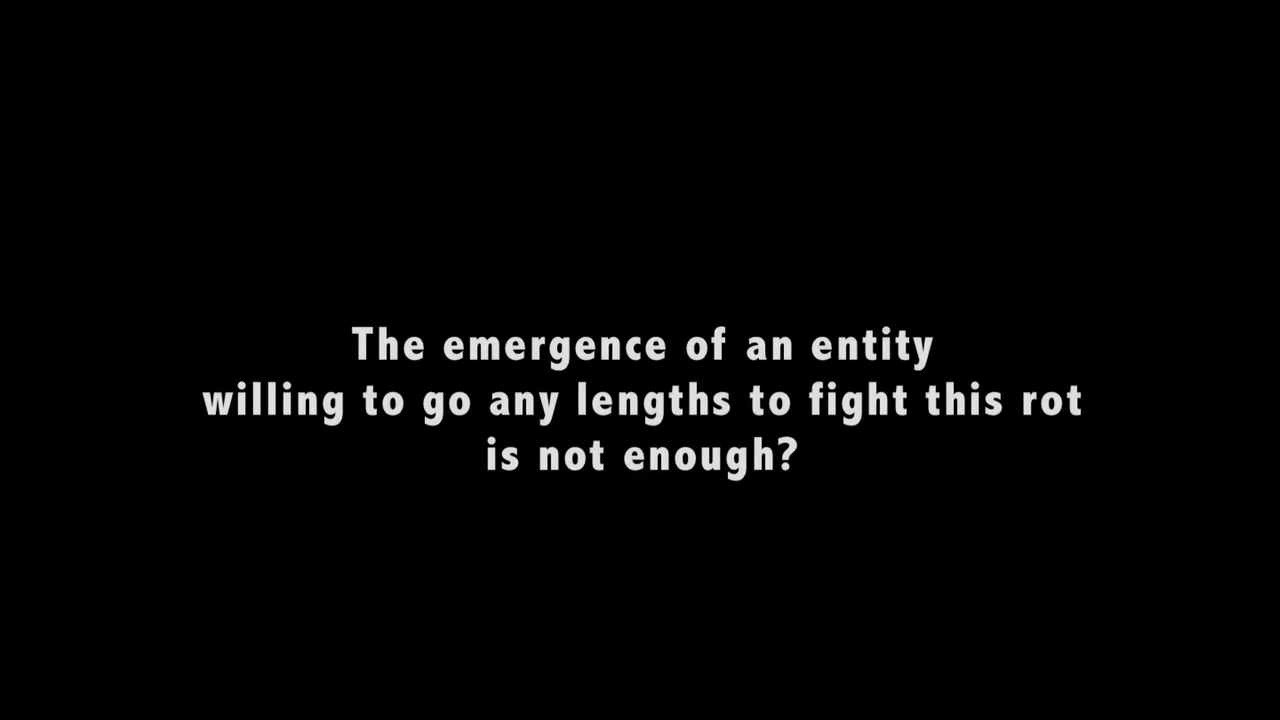 The emergence of an entity
willing to go any lengths to fight this rot
is not enough?